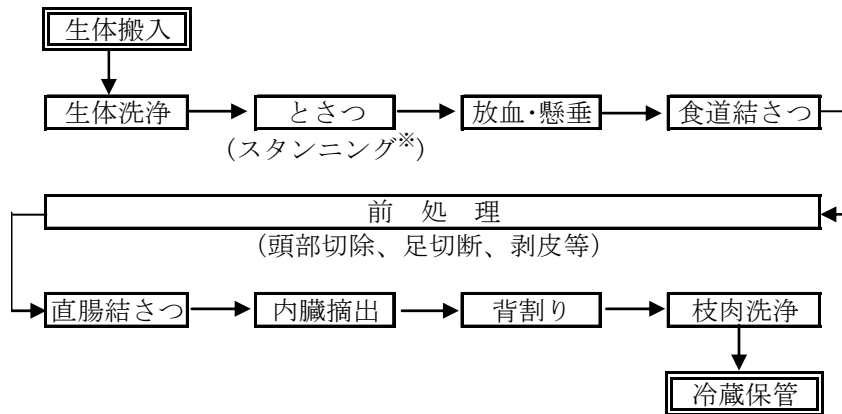 生体搬入
生体洗浄 とさつ 放血・懸垂 食道結さつ
(スタンニング※)
前 処 理
(頭部切除、足切断、剥皮等)
直腸結さつ 内臓摘出 背割り 枝肉洗浄
冷蔵保管